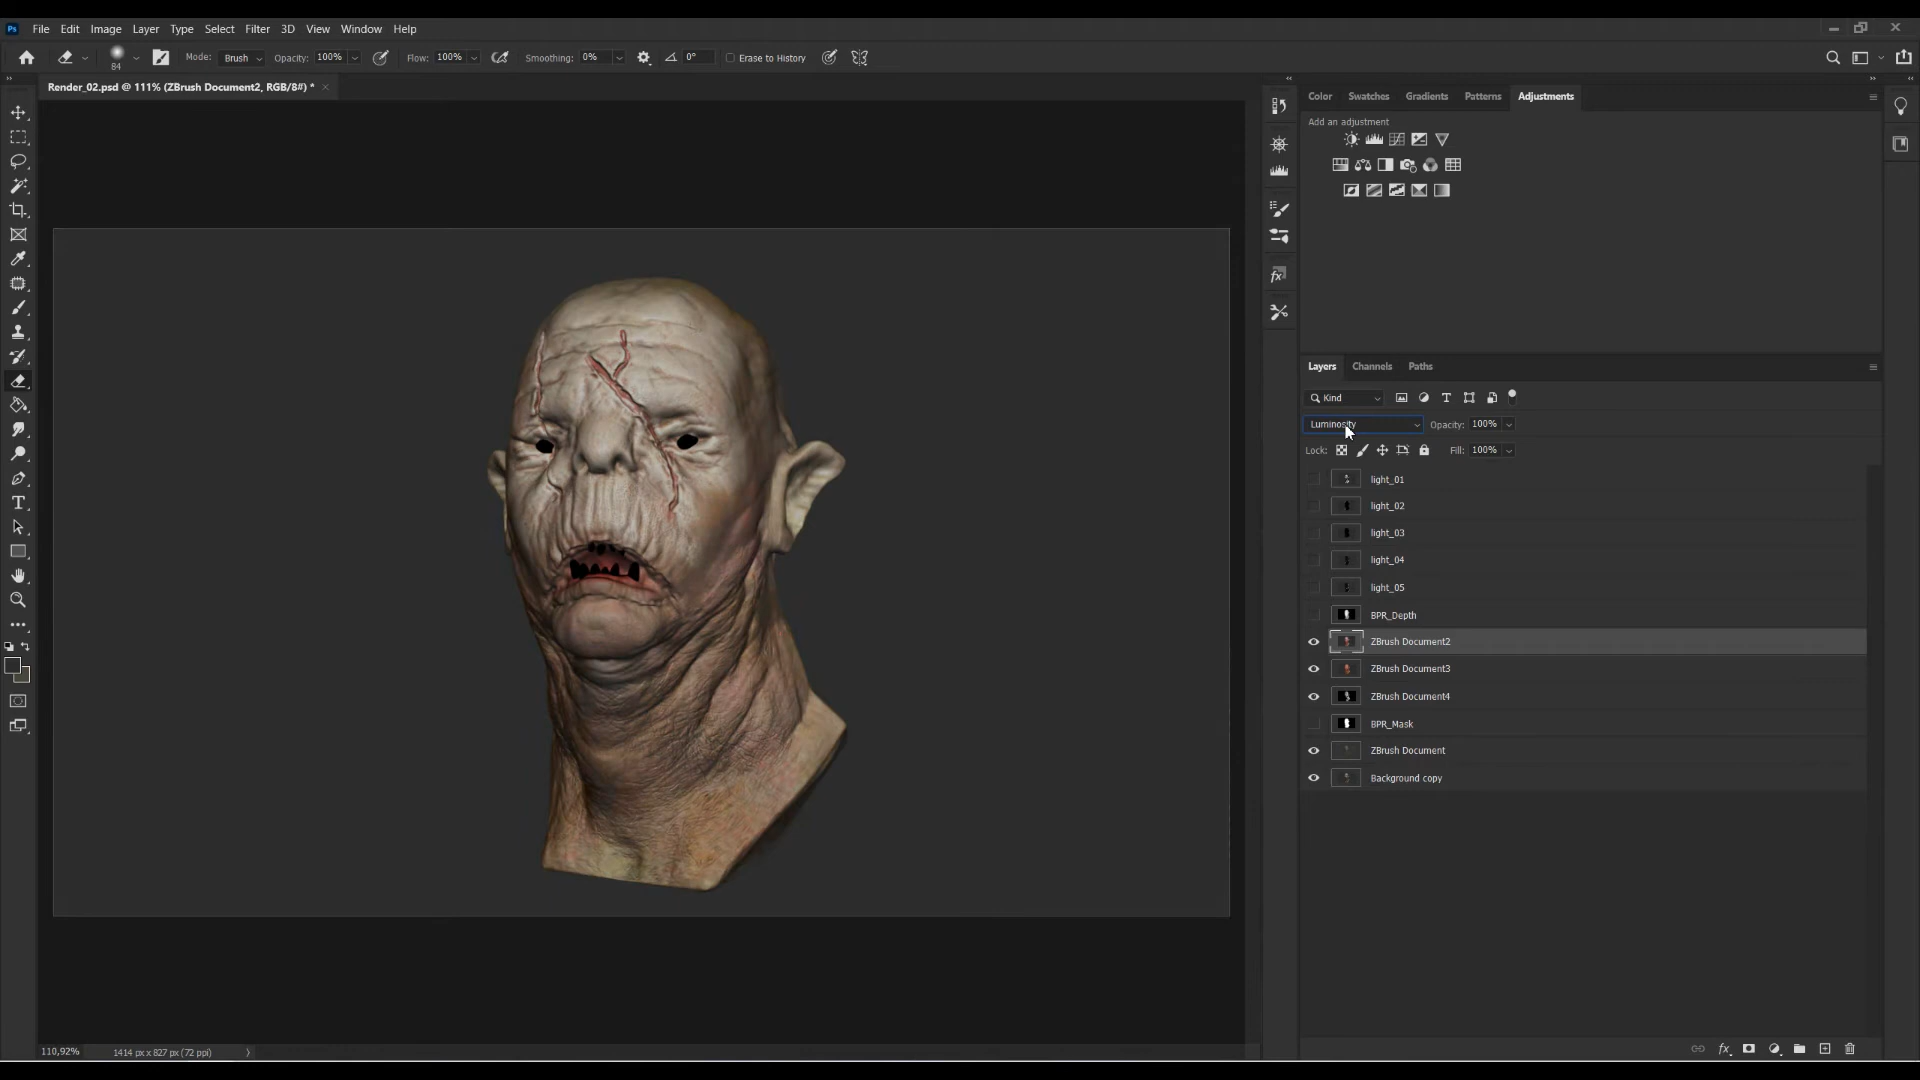 Ps File Edit Image Layer Type Select Filter 3D View Window Help
84 Mode: Brush Opacity: 100% Flow: 100% Smoothing: 0% 0° Erase to History
Render_02.psd @ 111% (ZBrush Document2, RGB/8#) *
Color Swatches Gradients Patterns Adjustments
Add an adjustment
Layers Channels Paths
Kind
Luminosity Opacity: 100%
Lock: Fill: 100%
light_01
light_02
light_03
light_04
light_05
BPR_Depth
ZBrush Document2
ZBrush Document3
ZBrush Document4
BPR_Mask
ZBrush Document
Background copy
110,92% 1414 px x 827 px (72 ppi)